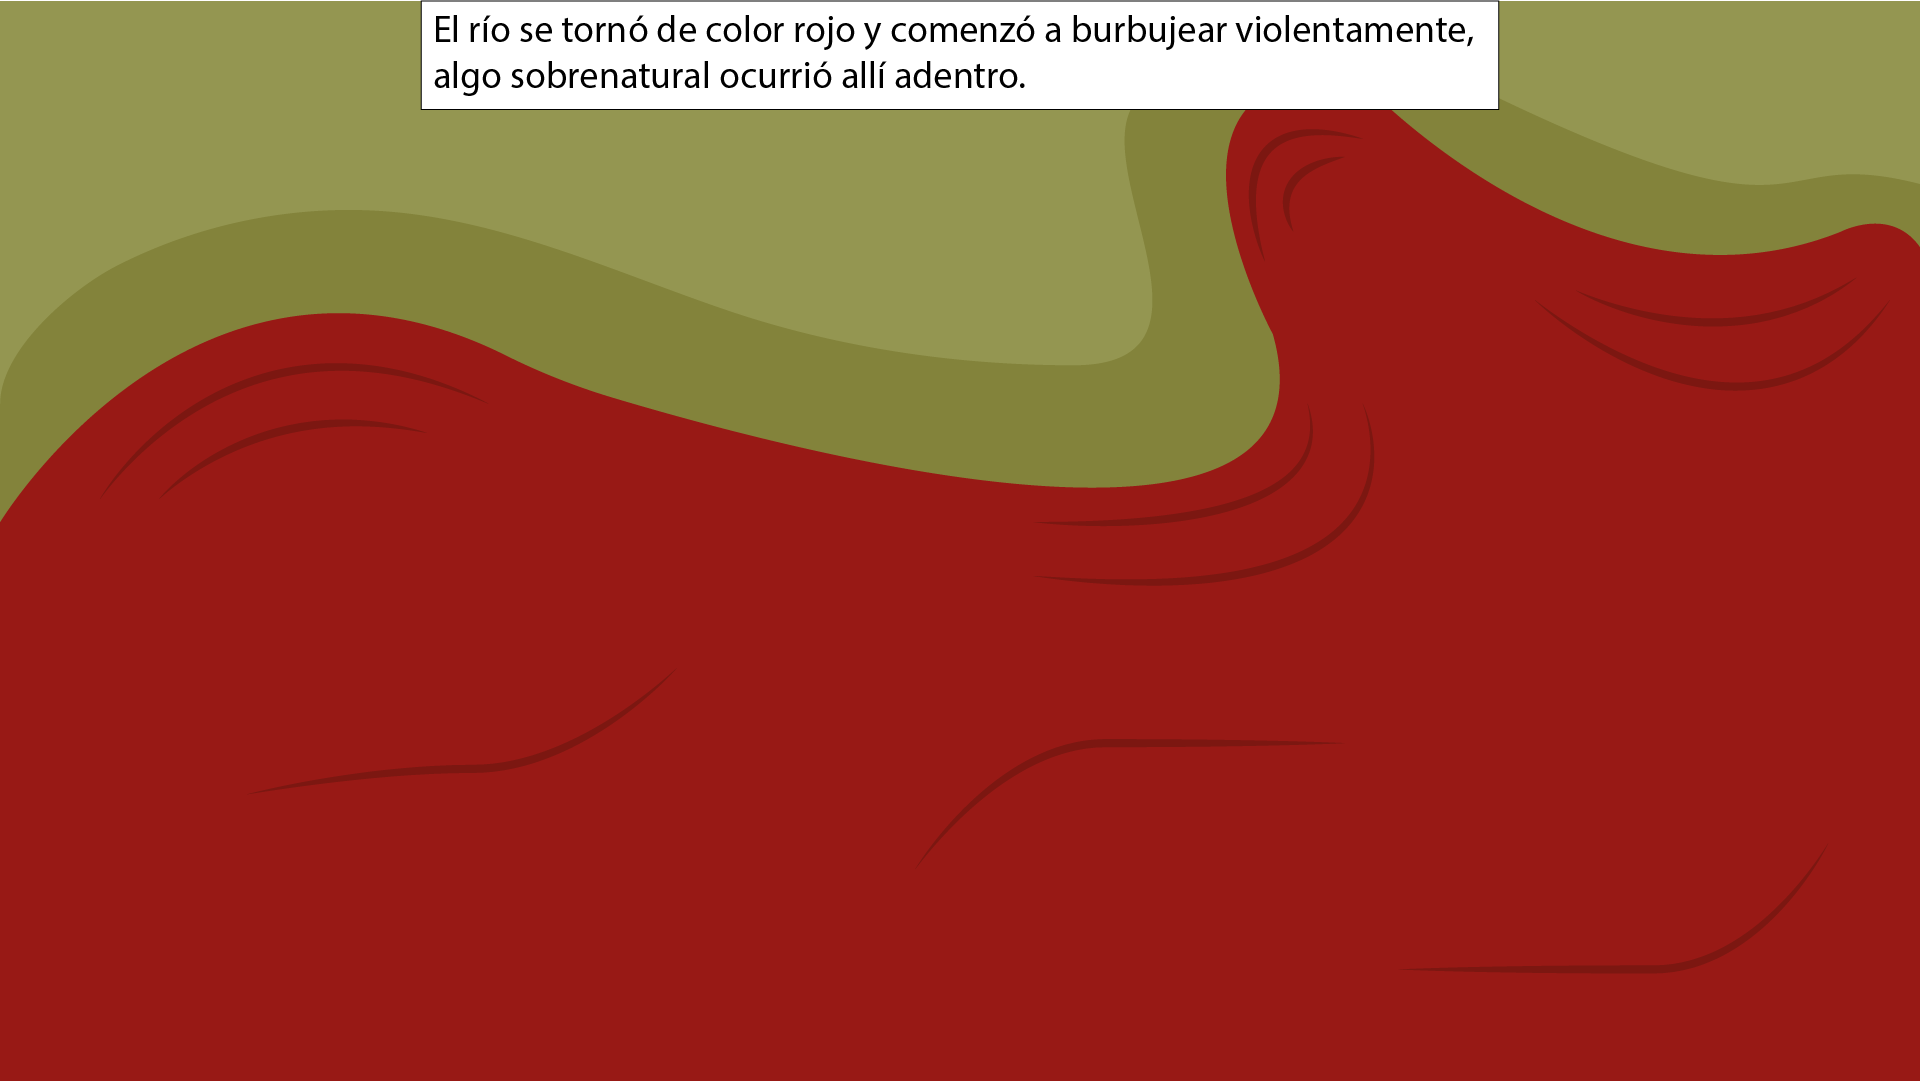 El río se tornó de color rojo y comenzó a burbujear violentamente,
algo sobrenatural ocurrió allí adentro.